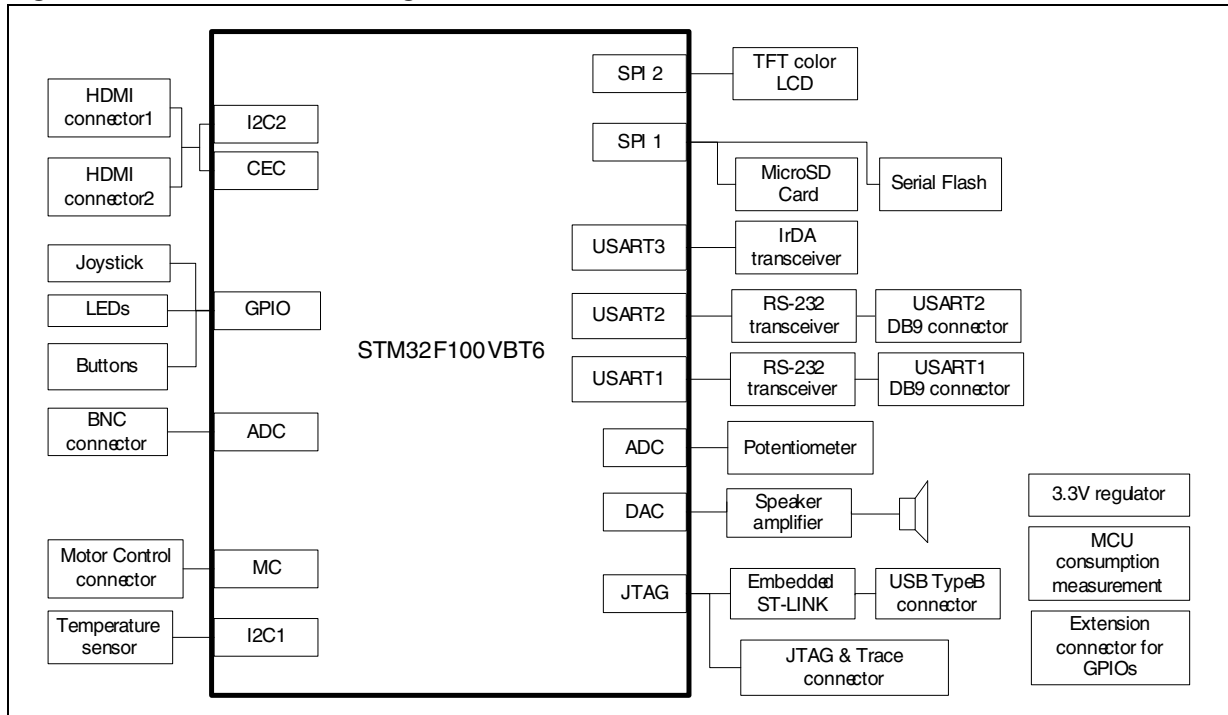 HDMI
connector1
HDMI
connector2
Joystick
LEDs
Buttons
BNC
connector
Motor Control
connector
Temperature
sensor
I2C2
CEC
GPIO
ADC
MC
I2C1
STM32F100VBT6
SPI 2
SPI 1
USART3
USART2
USART1
ADC
DAC
JTAG
TFT color
LCD
MicroSD
Card
Serial Flash
IrDA
transceiver
RS-232
transceiver
USART2
DB9 connector
RS-232
transceiver
USART1
DB9 connector
Potentiometer
Speaker
amplifier
Embedded
ST-LINK
USB TypeB
connector
JTAG & Trace
connector
3.3V regulator
MCU
consumption
measurement
Extension
connector for
GPIOs